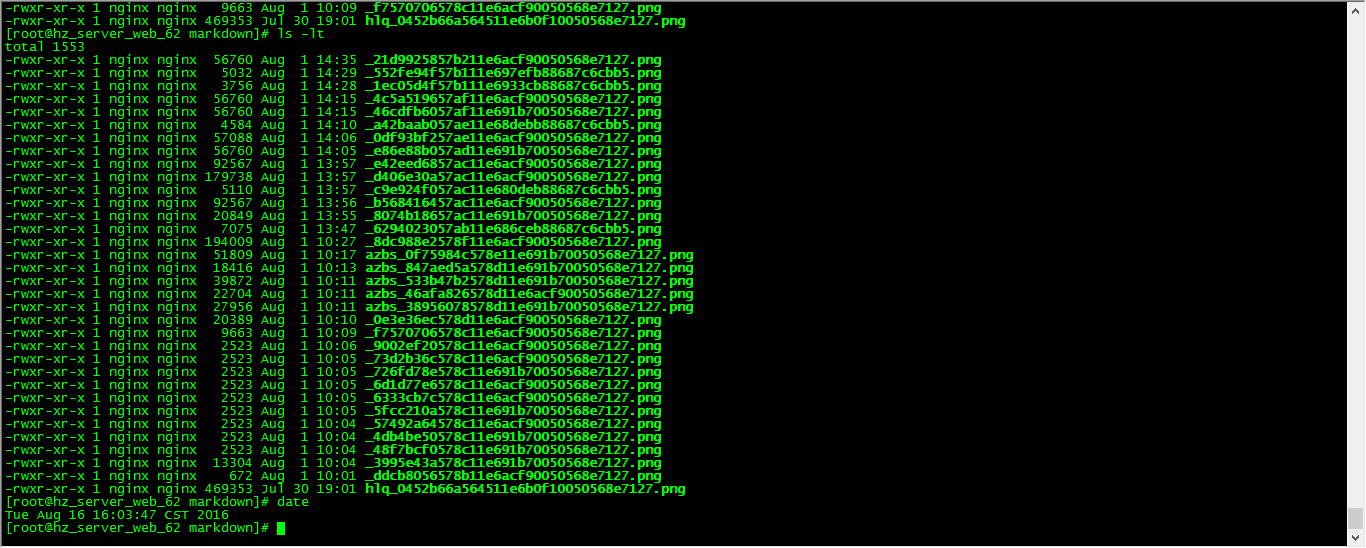 -rwxr-xr-x 1 nginx nginx   9663 Aug  1 10:09 _f7570706578c11e6acf90050568e7127.png
-rwxr-xr-x 1 nginx nginx 469353 Jul 30 19:01 hlq_0452b66a564511e6b0f10050568e7127.png
[root@hz_server_web_62 markdown]# ls -lt
total 1553
-rwxr-xr-x 1 nginx nginx  56760 Aug  1 14:35 _21d9925857b211e6acf90050568e7127.png
-rwxr-xr-x 1 nginx nginx   5032 Aug  1 14:29 _552fe94f57b111e697efb88687c6cbb5.png
-rwxr-xr-x 1 nginx nginx   3756 Aug  1 14:28 _1ec05d4f57b111e6933cb88687c6cbb5.png
-rwxr-xr-x 1 nginx nginx  56760 Aug  1 14:15 _4c5a519657af11e6acf90050568e7127.png
-rwxr-xr-x 1 nginx nginx  56760 Aug  1 14:15 _46cdfb6057af11e691b70050568e7127.png
-rwxr-xr-x 1 nginx nginx   4584 Aug  1 14:10 _a42baab057ae11e68debb88687c6cbb5.png
-rwxr-xr-x 1 nginx nginx  57088 Aug  1 14:06 _0df93bf257ae11e6acf90050568e7127.png
-rwxr-xr-x 1 nginx nginx  56760 Aug  1 14:05 _e86e88b057ad11e691b70050568e7127.png
-rwxr-xr-x 1 nginx nginx  92567 Aug  1 13:57 _e42eed6857ac11e6acf90050568e7127.png
-rwxr-xr-x 1 nginx nginx 179738 Aug  1 13:57 _d406e30a57ac11e6acf90050568e7127.png
-rwxr-xr-x 1 nginx nginx   5110 Aug  1 13:57 _c9e924f057ac11e680deb88687c6cbb5.png
-rwxr-xr-x 1 nginx nginx  92567 Aug  1 13:56 _b568416457ac11e6acf90050568e7127.png
-rwxr-xr-x 1 nginx nginx  20849 Aug  1 13:55 _8074b18657ac11e691b70050568e7127.png
-rwxr-xr-x 1 nginx nginx   7075 Aug  1 13:47 _6294023057ab11e686ceb88687c6cbb5.png
-rwxr-xr-x 1 nginx nginx 194009 Aug  1 10:27 _8dc988e2578f11e6acf90050568e7127.png
-rwxr-xr-x 1 nginx nginx  51809 Aug  1 10:17 azbs_0f75984c578e11e691b70050568e7127.png
-rwxr-xr-x 1 nginx nginx  18416 Aug  1 10:13 azbs_847aed5a578d11e691b70050568e7127.png
-rwxr-xr-x 1 nginx nginx  39872 Aug  1 10:11 azbs_533b47b2578d11e691b70050568e7127.png
-rwxr-xr-x 1 nginx nginx  22704 Aug  1 10:11 azbs_46afa826578d11e6acf90050568e7127.png
-rwxr-xr-x 1 nginx nginx  27956 Aug  1 10:11 azbs_38956078578d11e691b70050568e7127.png
-rwxr-xr-x 1 nginx nginx  20389 Aug  1 10:10 _0e3e36ec578d11e6acf90050568e7127.png
-rwxr-xr-x 1 nginx nginx   9663 Aug  1 10:09 _f7570706578c11e6acf90050568e7127.png
-rwxr-xr-x 1 nginx nginx   2523 Aug  1 10:06 _9002ef20578c11e6acf90050568e7127.png
-rwxr-xr-x 1 nginx nginx   2523 Aug  1 10:05 _73d2b36c578c11e6acf90050568e7127.png
-rwxr-xr-x 1 nginx nginx   2523 Aug  1 10:05 _726fd78e578c11e6acf90050568e7127.png
-rwxr-xr-x 1 nginx nginx   2523 Aug  1 10:05 _6d1d77e6578c11e6acf90050568e7127.png
-rwxr-xr-x 1 nginx nginx   2523 Aug  1 10:05 _6333cb7c578c11e6acf90050568e7127.png
-rwxr-xr-x 1 nginx nginx   2523 Aug  1 10:05 _5fcc210a578c11e691b70050568e7127.png
-rwxr-xr-x 1 nginx nginx   2523 Aug  1 10:04 _57492a64578c11e6acf90050568e7127.png
-rwxr-xr-x 1 nginx nginx   2523 Aug  1 10:04 _4db4be50578c11e691b70050568e7127.png
-rwxr-xr-x 1 nginx nginx   2523 Aug  1 10:04 _48f7bcf0578c11e691b70050568e7127.png
-rwxr-xr-x 1 nginx nginx  13304 Aug  1 10:04 _3995e43a578c11e691b70050568e7127.png
-rwxr-xr-x 1 nginx nginx    672 Aug  1 10:01 _ddcb8056578b11e6acf90050568e7127.png
-rwxr-xr-x 1 nginx nginx 469353 Jul 30 19:01 hlq_0452b66a564511e6b0f10050568e7127.png
[root@hz_server_web_62 markdown]# date
Tue Aug 16 16:03:47 CST 2016
[root@hz_server_web_62 markdown]#